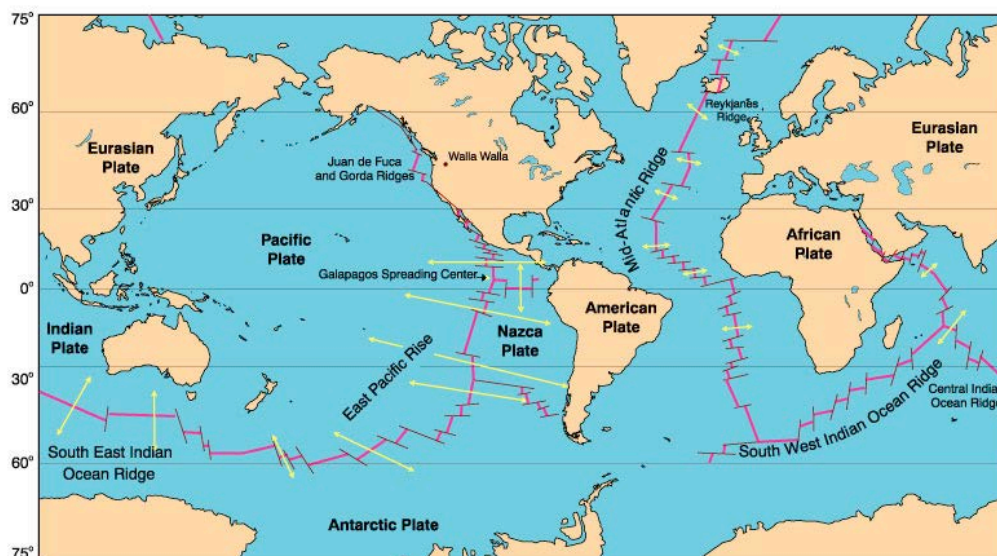 75°
60°
30°
0°
30°
60°
75°
Eurasian
Plate
Juan de Fuca
and Gorda Ridges
Walla Walla
Reykjanes
Ridge
Eurasian
Plate
Pacific
Plate
Mid-Atlantic Ridge
African
Plate
Galapagos Spreading Center
Indian
Plate
Nazca
Plate
American
Plate
East Pacific Rise
Central Indian
Ocean Ridge
South West Indian Ocean Ridge
South East Indian
Ocean Ridge
Antarctic Plate